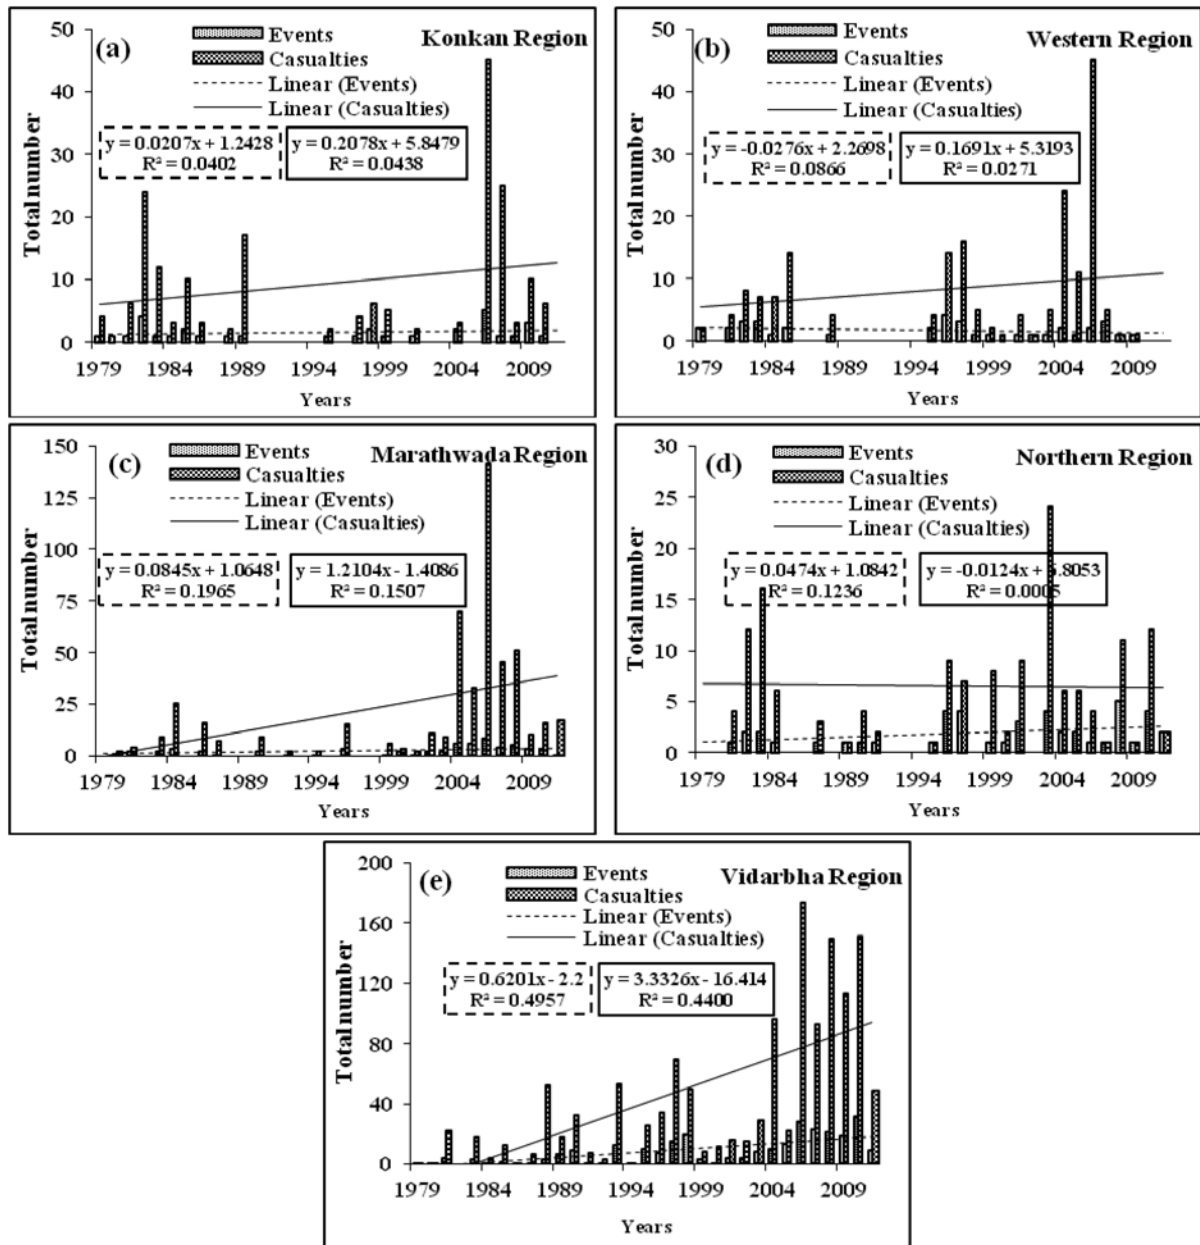 (a)
Konkan Region
Events
Casualties
Linear (Events)
Linear (Casualties)
y = 0.0207x + 1.2428
R² = 0.0402
y = 0.2078x + 5.8479
R² = 0.0438
Total number
50
40
30
20
10
0
1979 1984 1989 1994 1999 2004 2009
Years
(b)
Western Region
Events
Casualties
Linear (Events)
Linear (Casualties)
y = -0.0276x + 2.2698
R² = 0.0866
y = 0.1691x + 5.3193
R² = 0.0271
Total number
50
40
30
20
10
0
1979 1984 1989 1994 1999 2004 2009
Years
(c)
Marathwada Region
Events
Casualties
Linear (Events)
Linear (Casualties)
y = 0.0845x + 1.0648
R² = 0.1965
y = 1.2104x - 1.4086
R² = 0.1507
Total number
150
125
100
75
50
25
0
1979 1984 1989 1994 1999 2004 2009
Years
(d)
Northern Region
Events
Casualties
Linear (Events)
Linear (Casualties)
y = 0.0474x + 1.0842
R² = 0.1236
y = -0.0124x + .8053
R² = 0.0005
Total number
30
25
20
15
10
5
0
1979 1984 1989 1994 1999 2004 2009
Years
(e)
Vidarbha Region
Events
Casualties
Linear (Events)
Linear (Casualties)
y = 0.6201x - 2.2
R² = 0.4957
y = 3.3326x - 16.414
R² = 0.4400
Total number
200
160
120
80
40
0
1979 1984 1989 1994 1999 2004 2009
Years